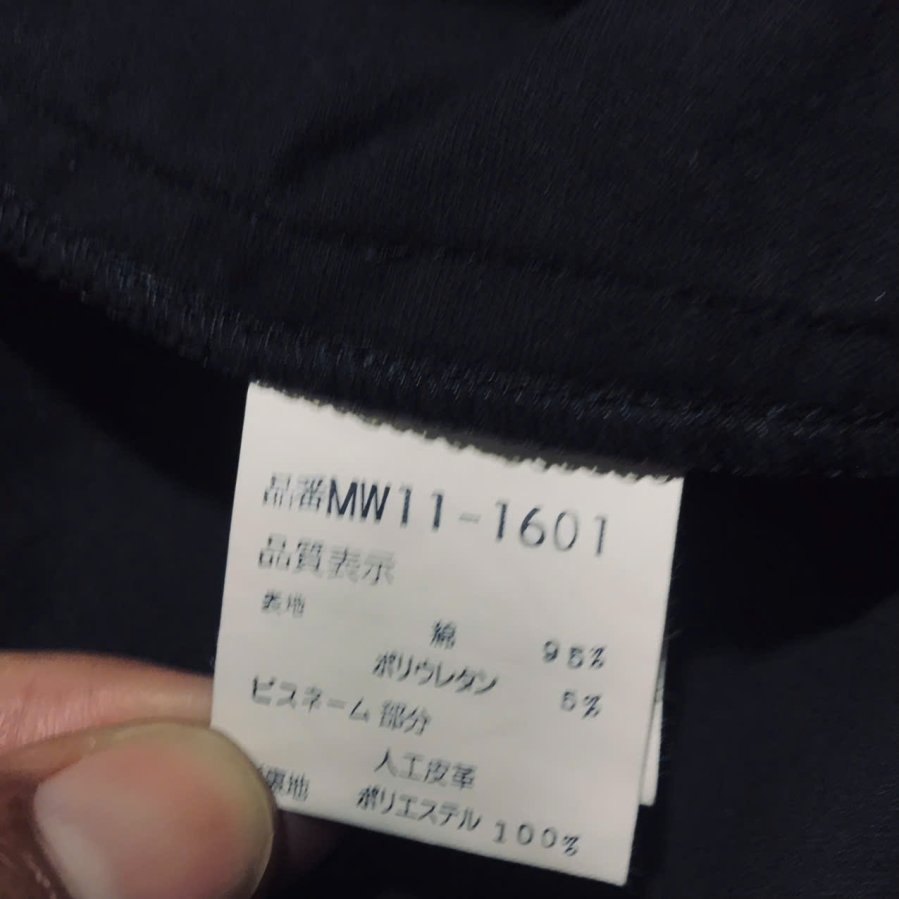 品番MW11-1601
品質表示
表地
綿 95%
ポリウレタン 5%
ピスネーム部分
人工皮革
裏地 ポリエステル 100%